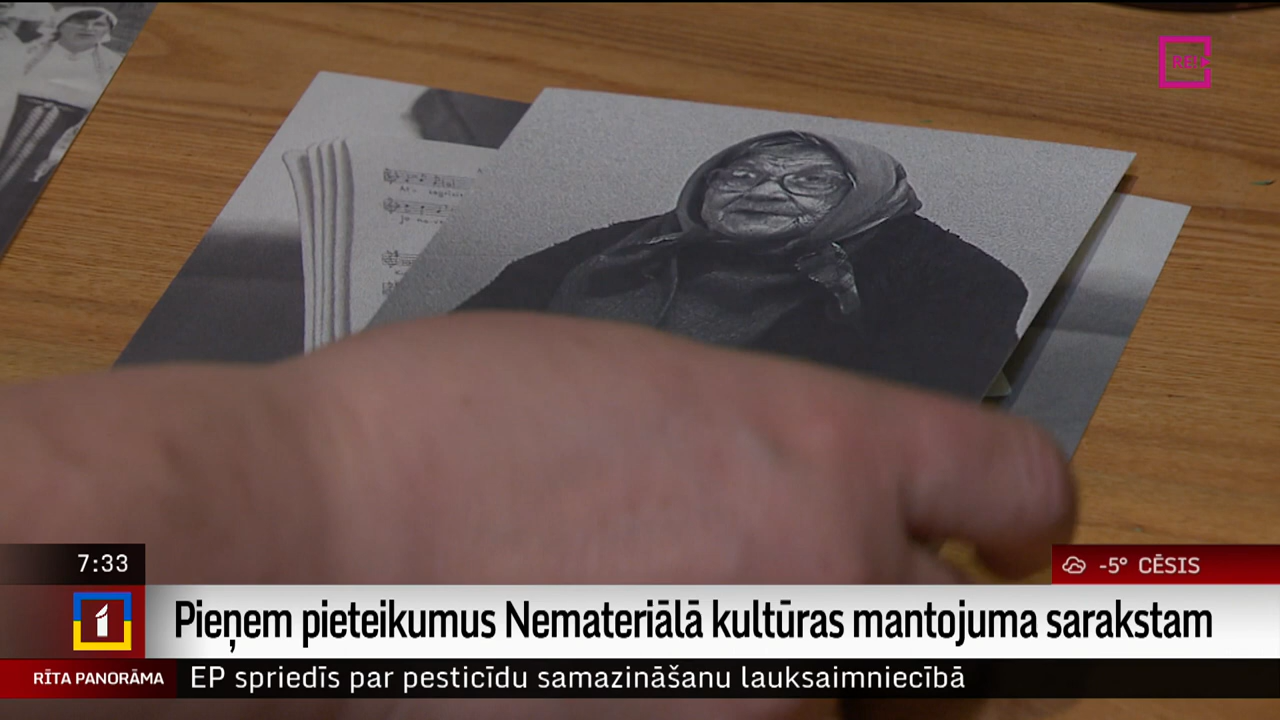 RE:
7:33
-5° CĒSIS
1
Pieņem pieteikumus Nemateriālā kultūras mantojuma sarakstam
RĪTA PANORĀMA
EP spriedīs par pesticīdu samazināšanu lauksaimniecībā